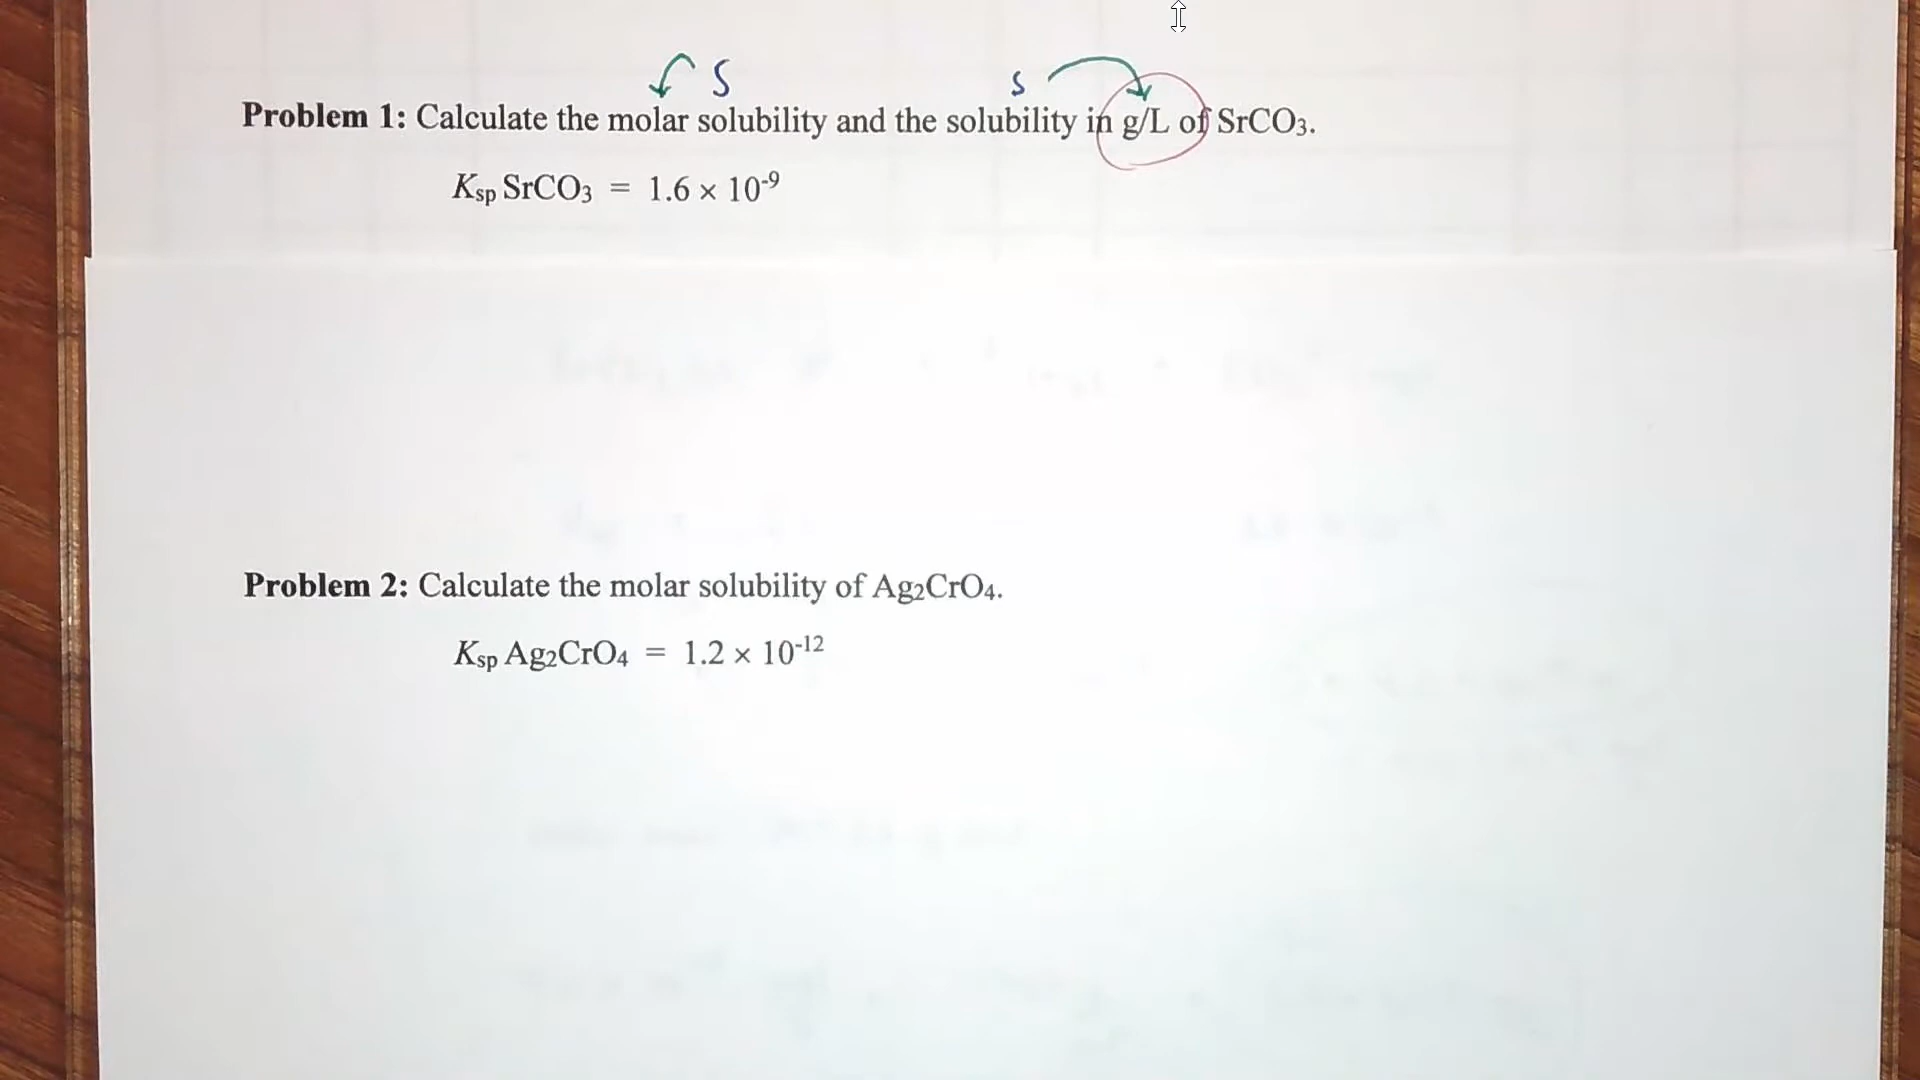 S s
Problem 1: Calculate the molar solubility and the solubility in g/L of SrCO₃.
Ksp SrCO₃ = 1.6 × 10⁻⁹
Problem 2: Calculate the molar solubility of Ag₂CrO₄.
Ksp Ag₂CrO₄ = 1.2 × 10⁻¹²